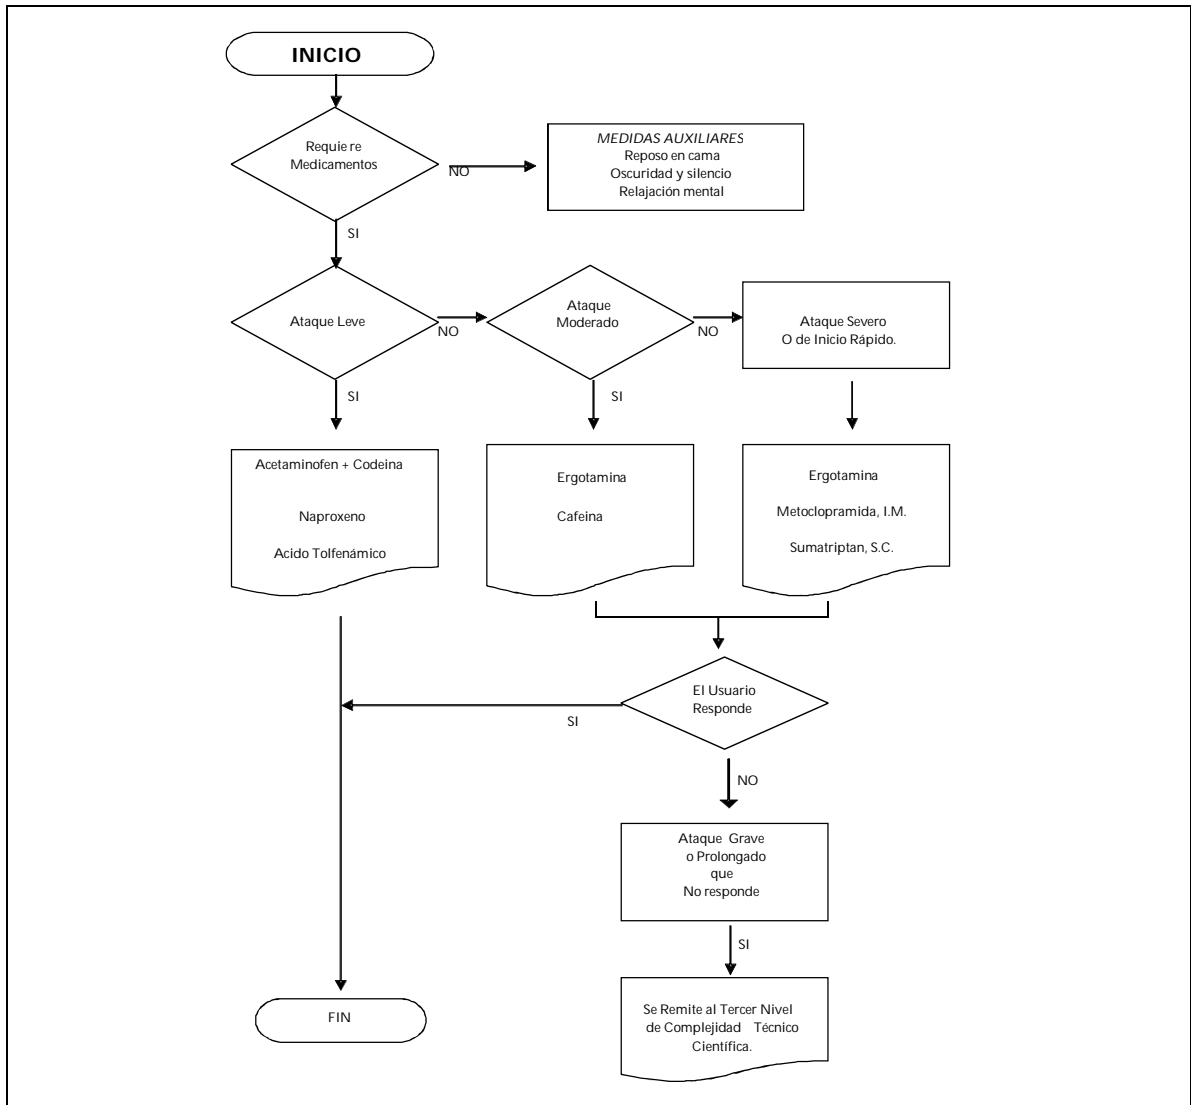 INICIO
Requie re
Medicamentos
NO
MEDIDAS AUXILIARES
Reposo en cama
Oscuridad y silencio
Relajación mental
SI
Ataque Leve
NO
Ataque
Moderado
NO
Ataque Severo
O de Inicio Rápido.
SI
SI
Acetaminofen + Codeina
Naproxeno
Acido Tolfenámico
Ergotamina
Cafeina
Ergotamina
Metoclopramida, I.M.
Sumatriptan, S.C.
El Usuario
Responde
SI
NO
Ataque Grave
o Prolongado
que
No responde
SI
Se Remite al Tercer Nivel
de Complejidad Técnico
Científica.
FIN